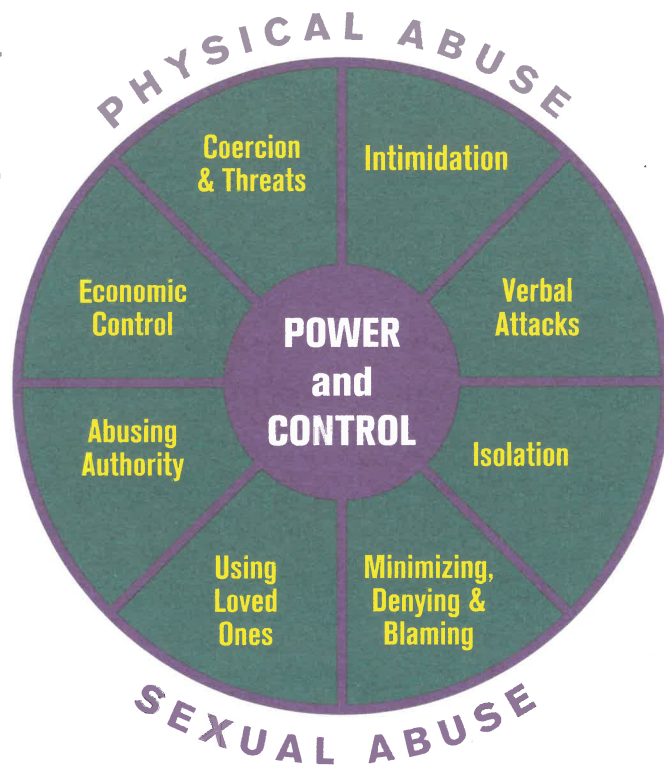 PHYSICAL ABUSE
Coercion
& Threats
Intimidation
Verbal
Attacks
Isolation
Minimizing,
Denying &
Blaming
Using
Loved
Ones
Abusing
Authority
Economic
Control
POWER
and
CONTROL
SEXUAL ABUSE